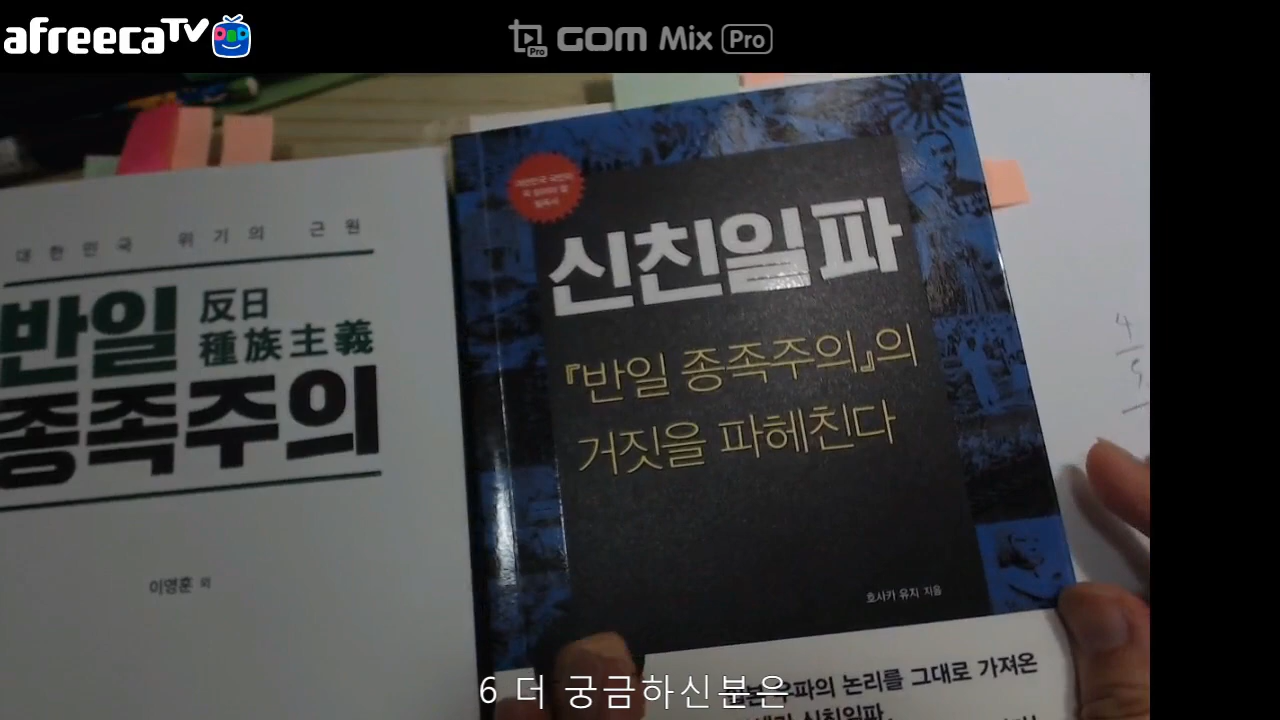 afreecaTV
GOM Mix Pro
Pro
대한민국 위기의 근원
반일
反日
種族主義
종족주의
이영훈 외
신친일파
『반일 종족주의』의
거짓을 파헤친다
호사카 유지 지음
우파의 논리를 그대로 가져온
신친일파
6 더 궁금하신분은